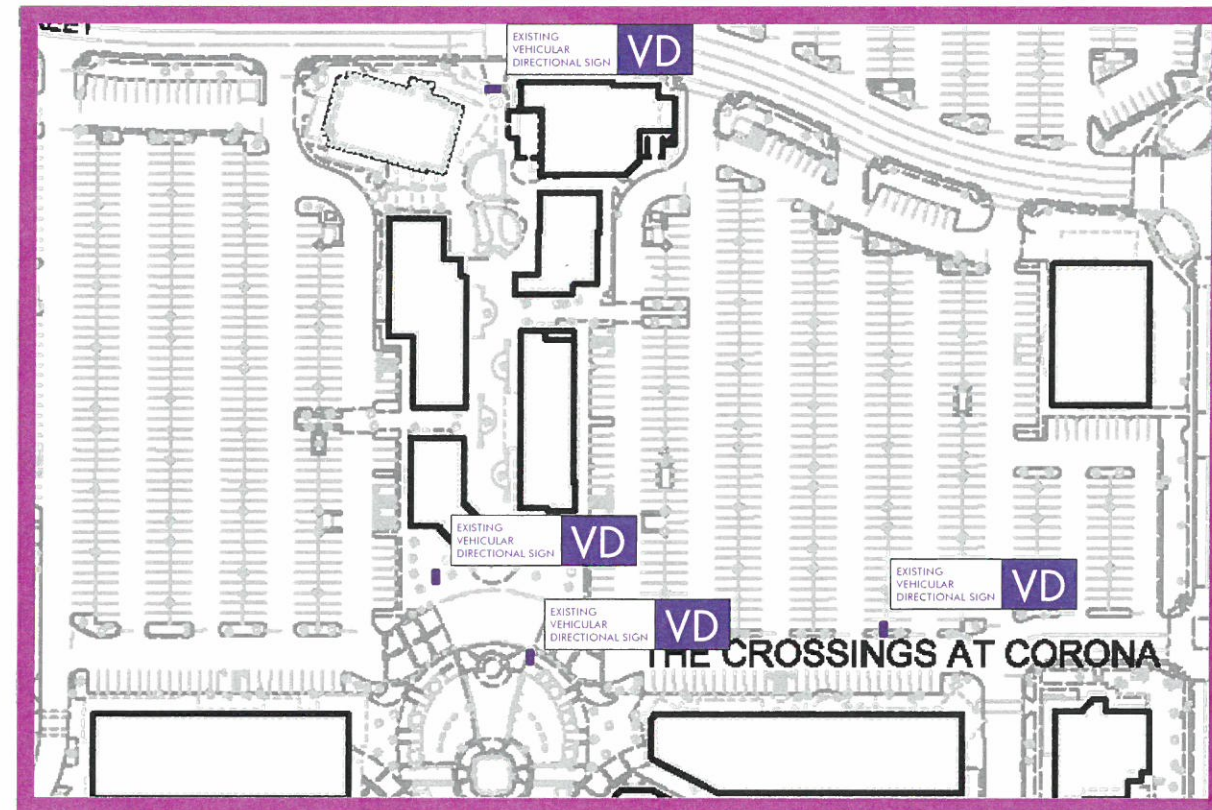 EXISTING
VEHICULAR
DIRECTIONAL SIGN
VD
EXISTING
VEHICULAR
DIRECTIONAL SIGN
VD
EXISTING
VEHICULAR
DIRECTIONAL SIGN
VD
EXISTING
VEHICULAR
DIRECTIONAL SIGN
VD
THE CROSSINGS AT CORONA